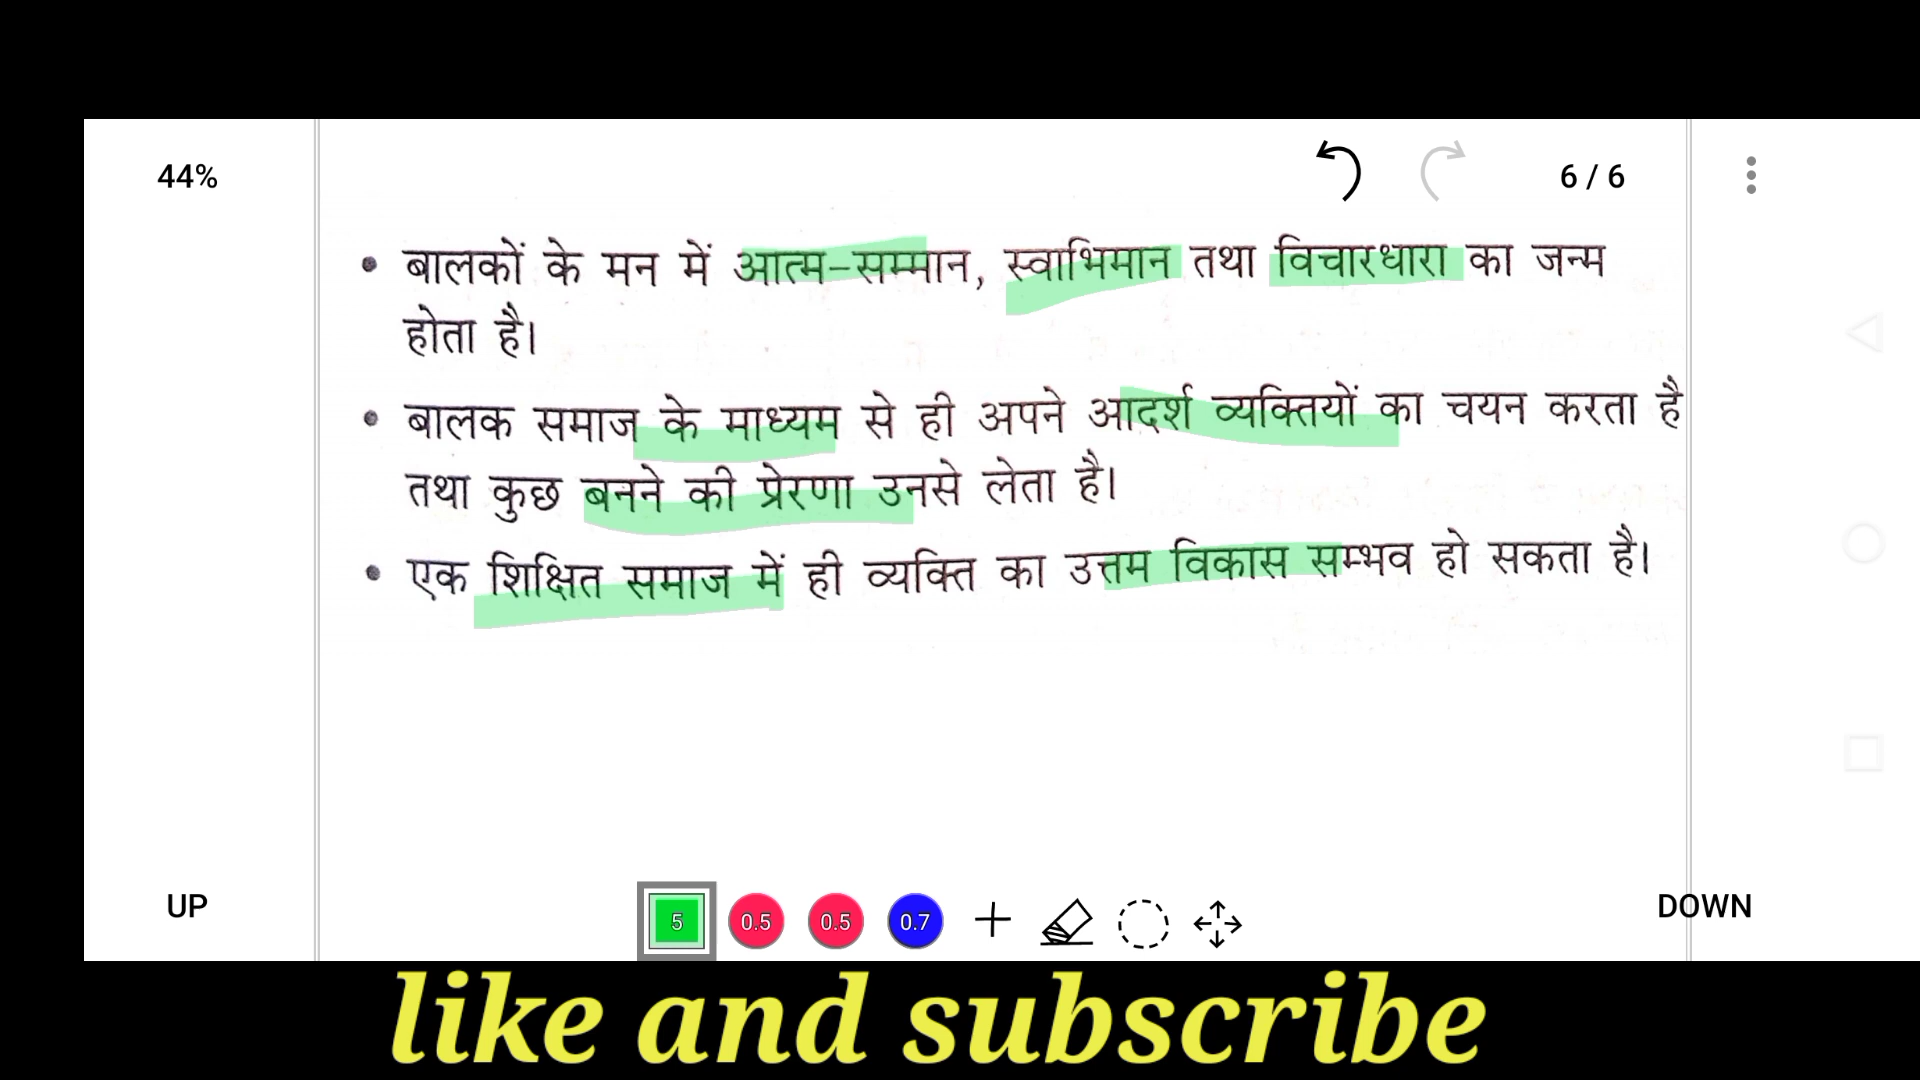 44%
6 / 6
• बालकों के मन में आत्म-सम्मान, स्वाभिमान तथा विचारधारा का जन्म
होता है।
• बालक समाज के माध्यम से ही अपने आदर्श व्यक्तियों का चयन करता है
तथा कुछ बनने की प्रेरणा उनसे लेता है।
• एक शिक्षित समाज में ही व्यक्ति का उत्तम विकास सम्भव हो सकता है।
UP
5 0.5 0.5 0.7
DOWN
like and subscribe